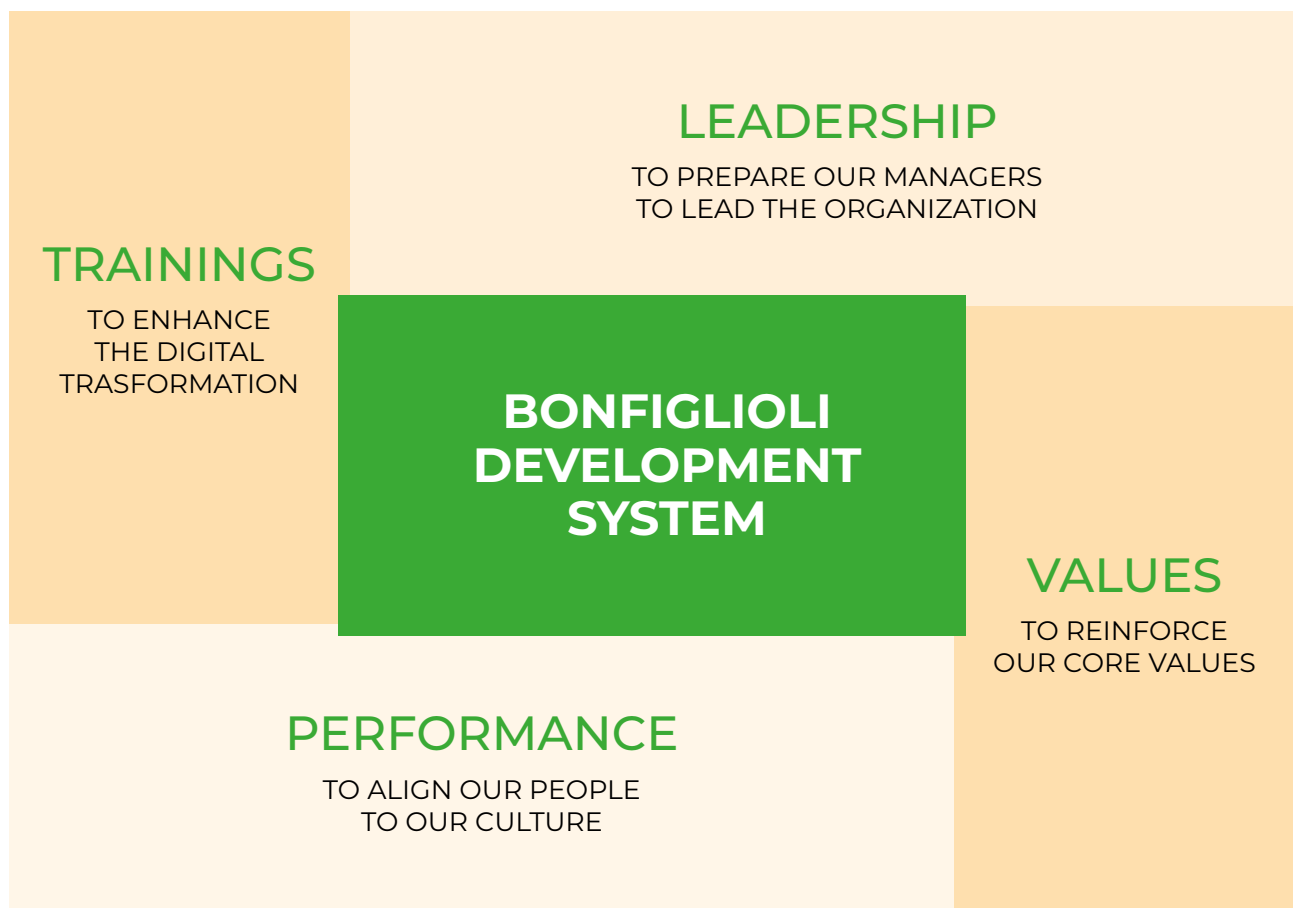 LEADERSHIP
TO PREPARE OUR MANAGERS
TO LEAD THE ORGANIZATION
TRAININGS
TO ENHANCE
THE DIGITAL
TRASFORMATION
BONFIGLIOLI
DEVELOPMENT
SYSTEM
VALUES
TO REINFORCE
OUR CORE VALUES
PERFORMANCE
TO ALIGN OUR PEOPLE
TO OUR CULTURE